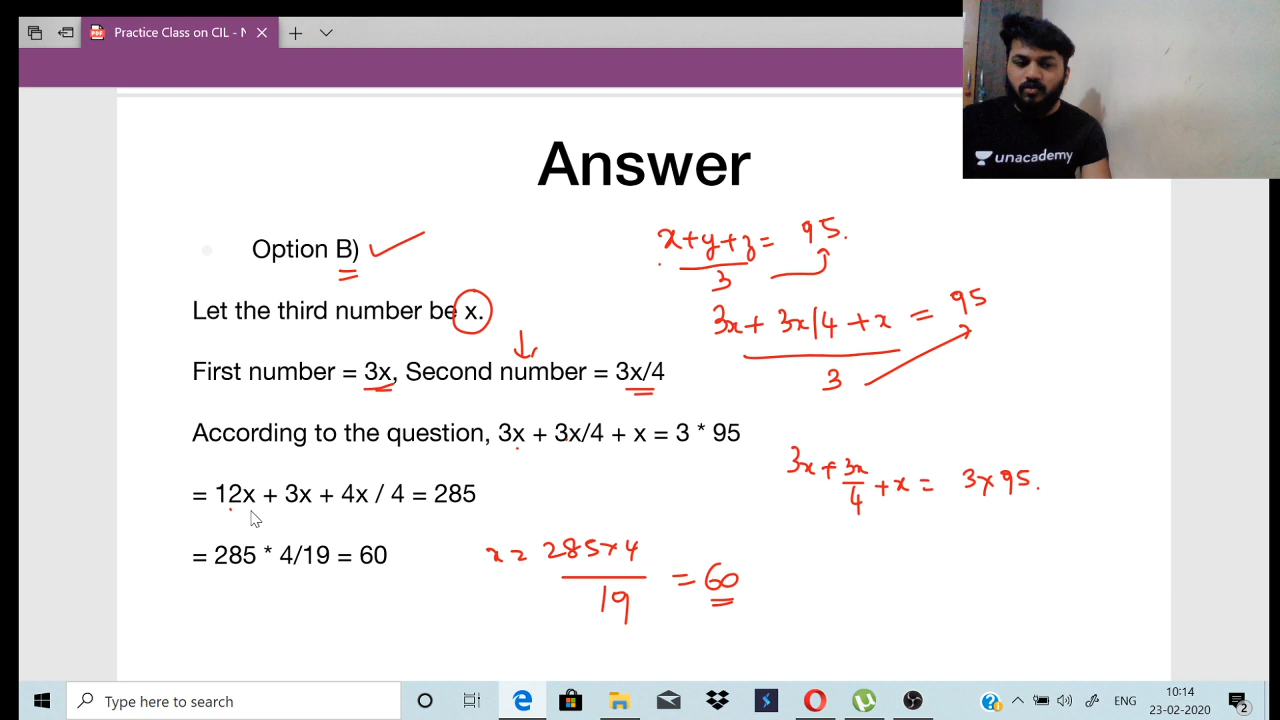 Practice Class on CIL - N
unacademy
Answer
Option B)
Let the third number be x.
First number = 3x, Second number = 3x/4
According to the question, 3x + 3x/4 + x = 3 * 95
= 12x + 3x + 4x / 4 = 285
= 285 * 4/19 = 60
x+y+z = 95.
3
3x + 3x/4 + x = 95
3
3x + 3x/4 + x = 3x95.
x = 285x4 / 19 = 60
Type here to search
ENG
10:14
23-02-2020
2